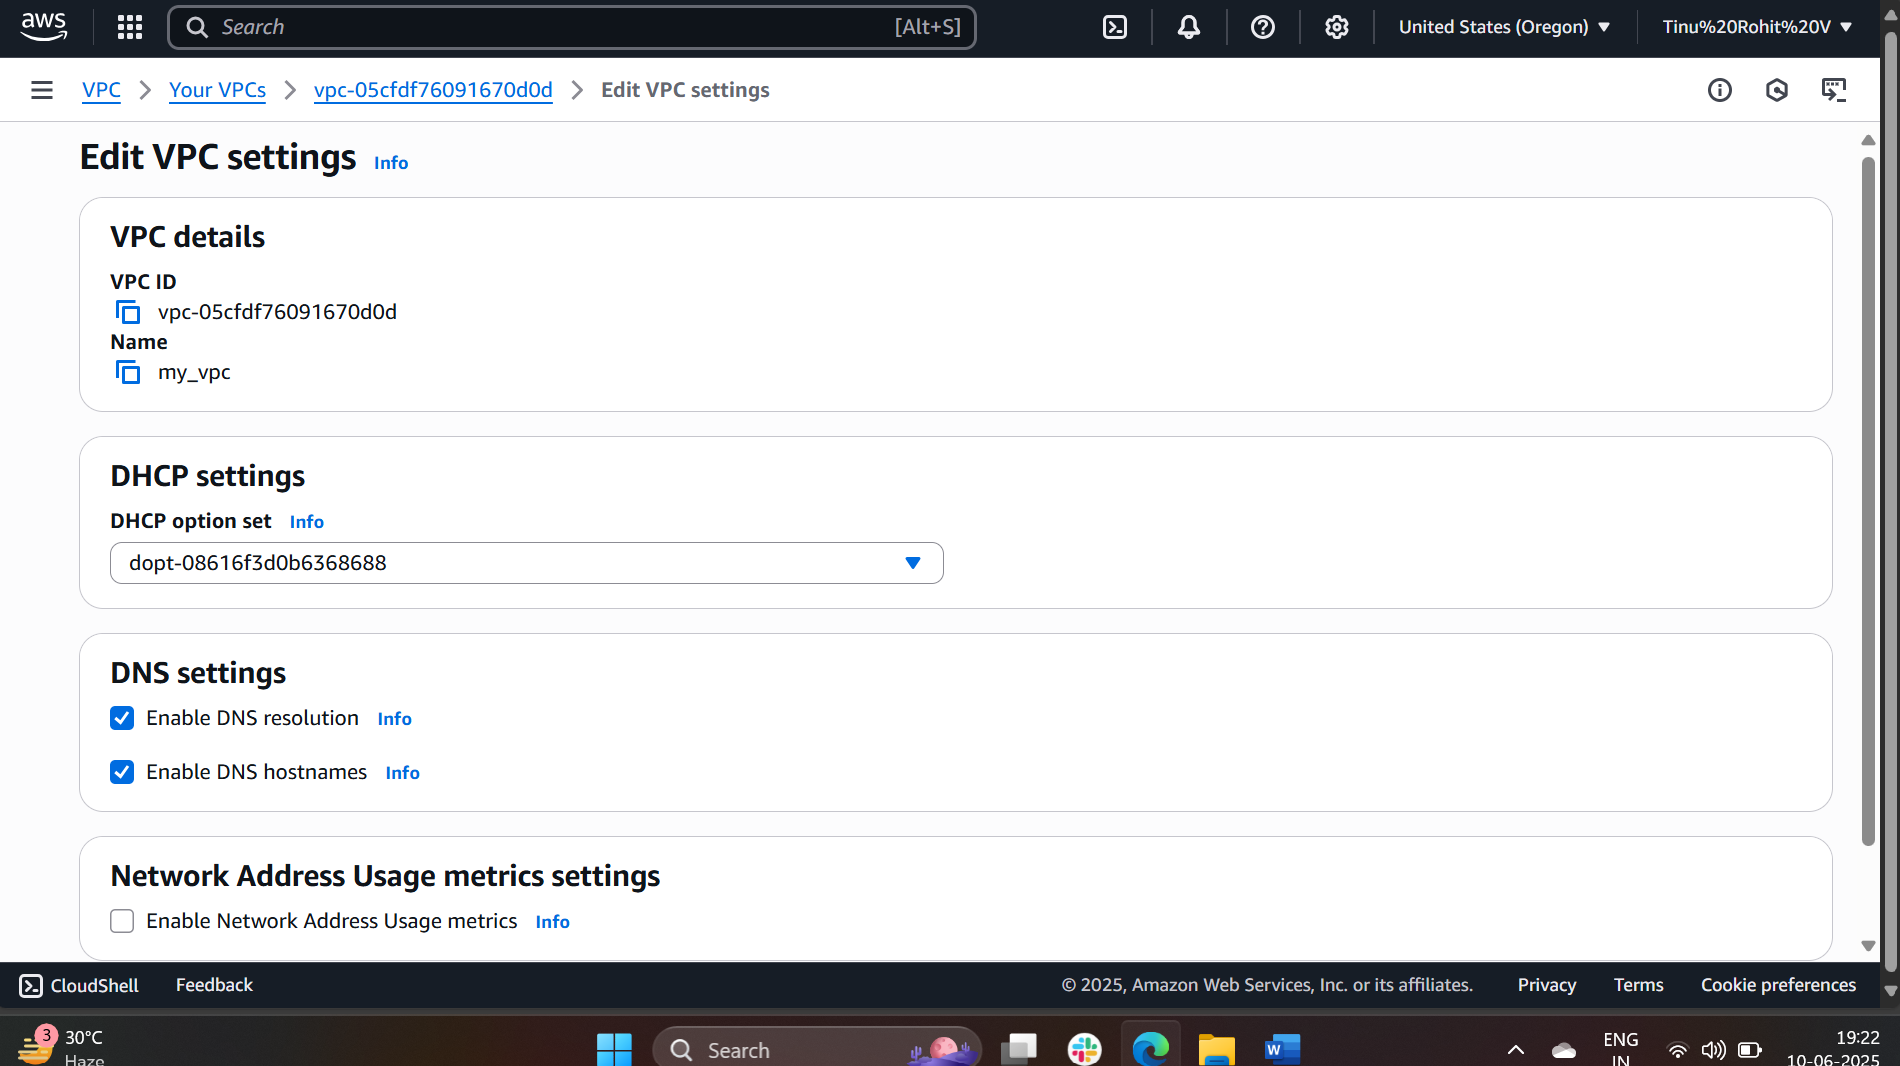 aws
Search [Alt+S]
United States (Oregon)
Tinu%20Rohit%20V
VPC
Your VPCs
vpc-05cfdf76091670d0d
Edit VPC settings
Edit VPC settings Info
VPC details
VPC ID
vpc-05cfdf76091670d0d
Name
my_vpc
DHCP settings
DHCP option set Info
dopt-08616f3d0b6368688
DNS settings
Enable DNS resolution Info
Enable DNS hostnames Info
Network Address Usage metrics settings
Enable Network Address Usage metrics Info
CloudShell
Feedback
© 2025, Amazon Web Services, Inc. or its affiliates.
Privacy
Terms
Cookie preferences
3
30°C
Haze
Search
W
ENG
IN
19:22
10-06-2025